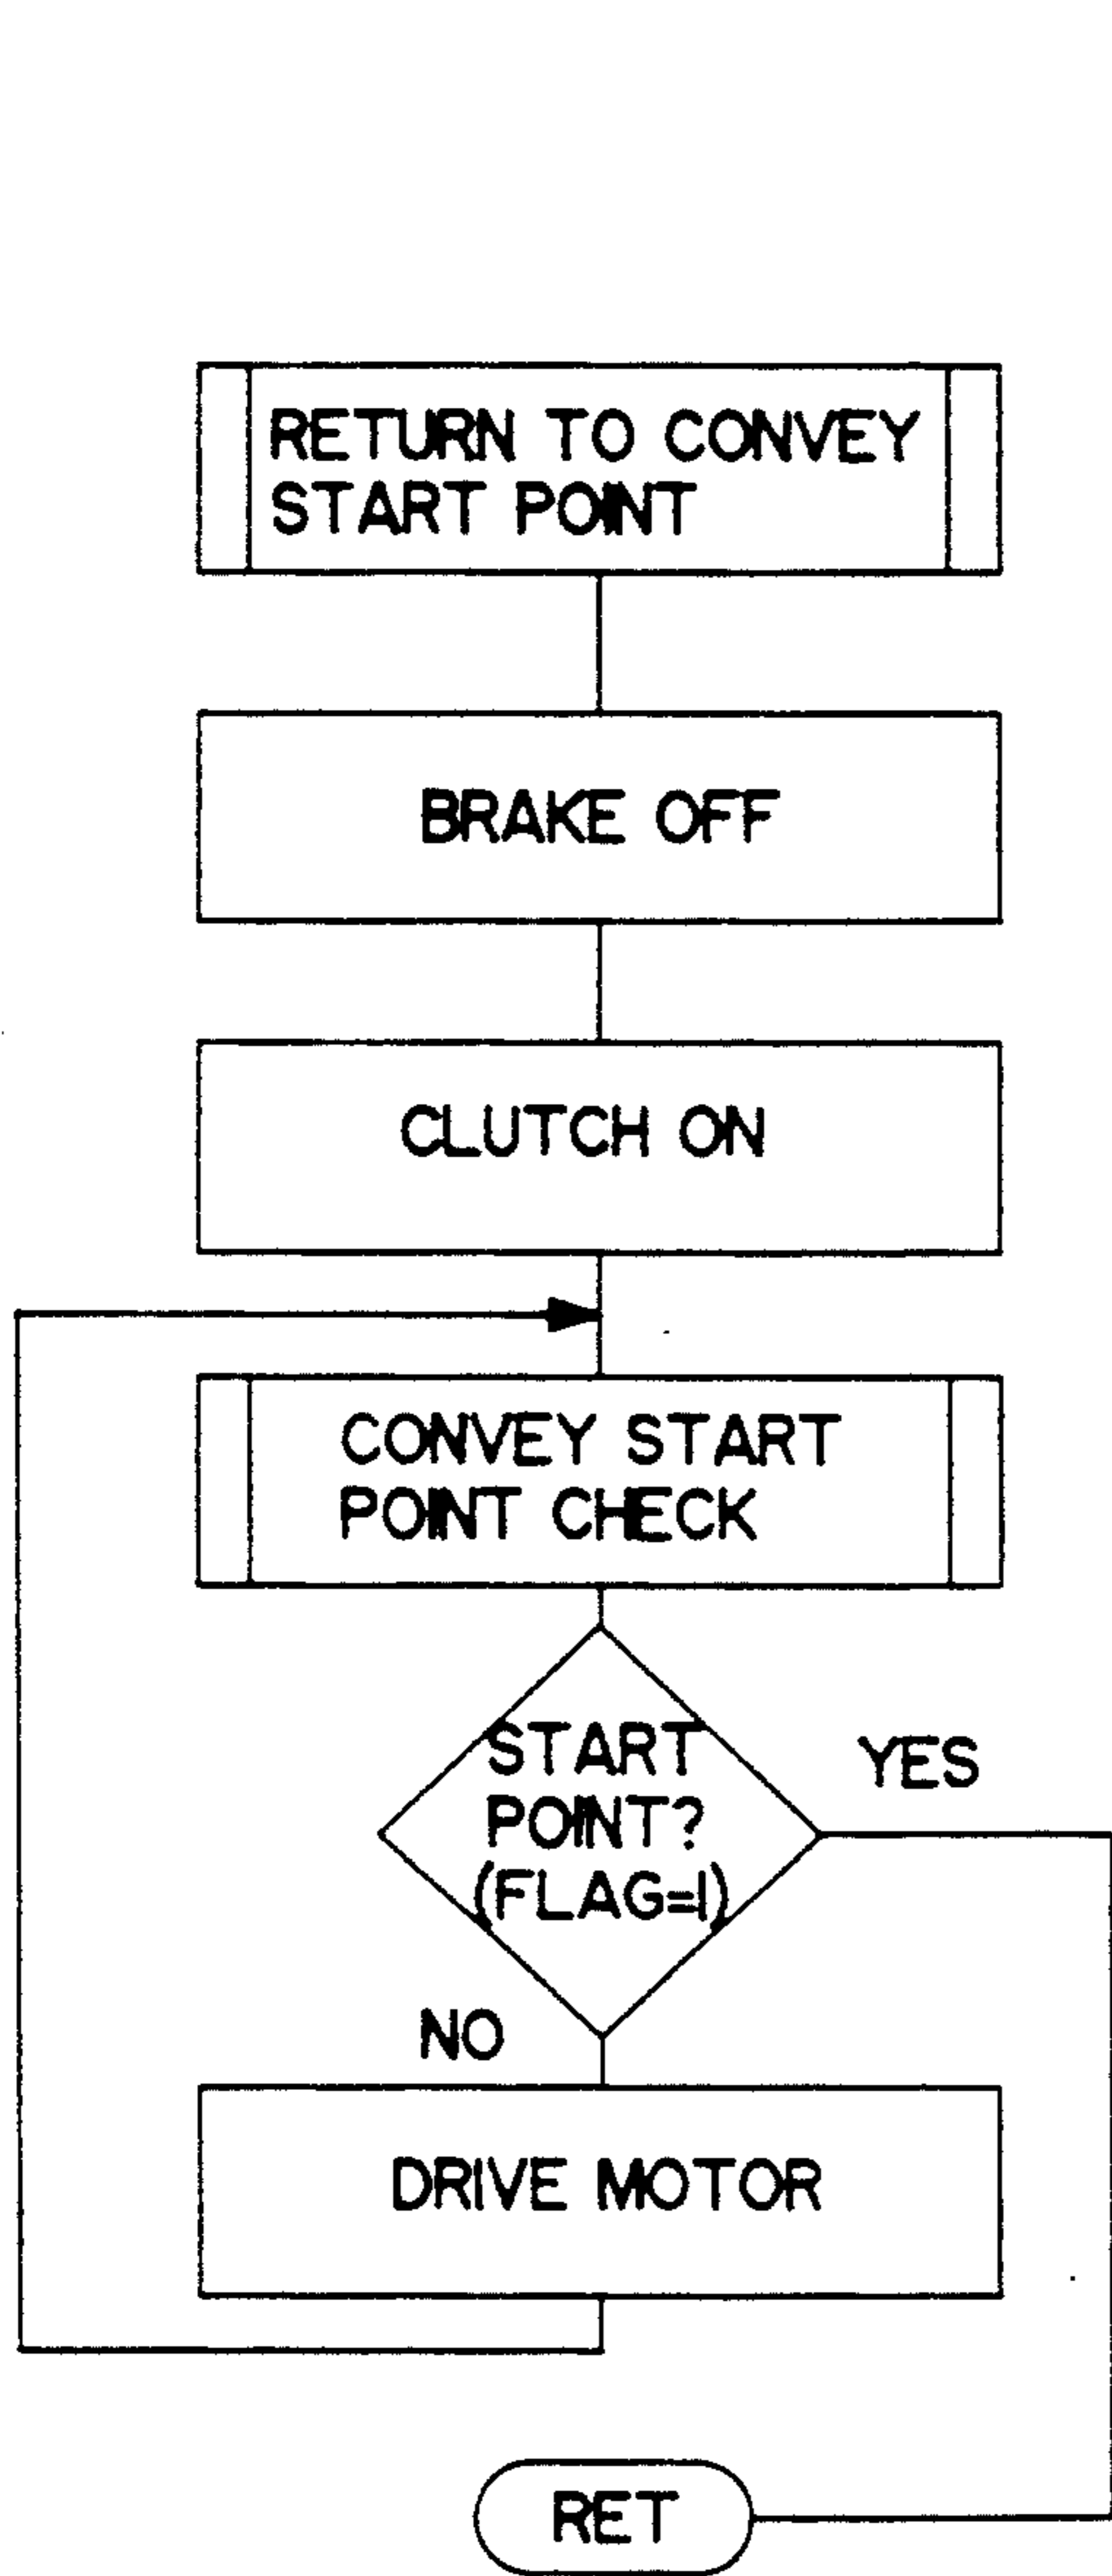 RETURN TO CONVEY
START POINT
BRAKE OFF
CLUTCH ON
CONVEY START
POINT CHECK
START
POINT?
(FLAG=1)
YES
NO
DRIVE MOTOR
RET